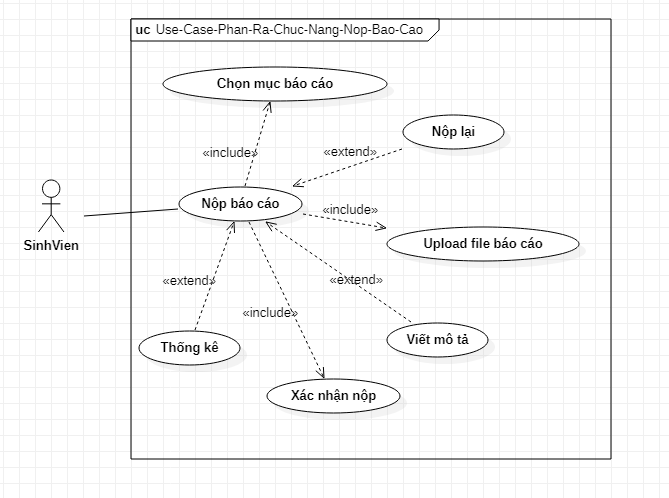 uc Use-Case-Phan-Ra-Chuc-Nang-Nop-Bao-Cao
Chọn mục báo cáo
Nộp lại
«include»
«extend»
Nộp báo cáo
«include»
SinhVien
Upload file báo cáo
«extend»
«extend»
«include»
Thống kê
Viết mô tả
Xác nhận nộp